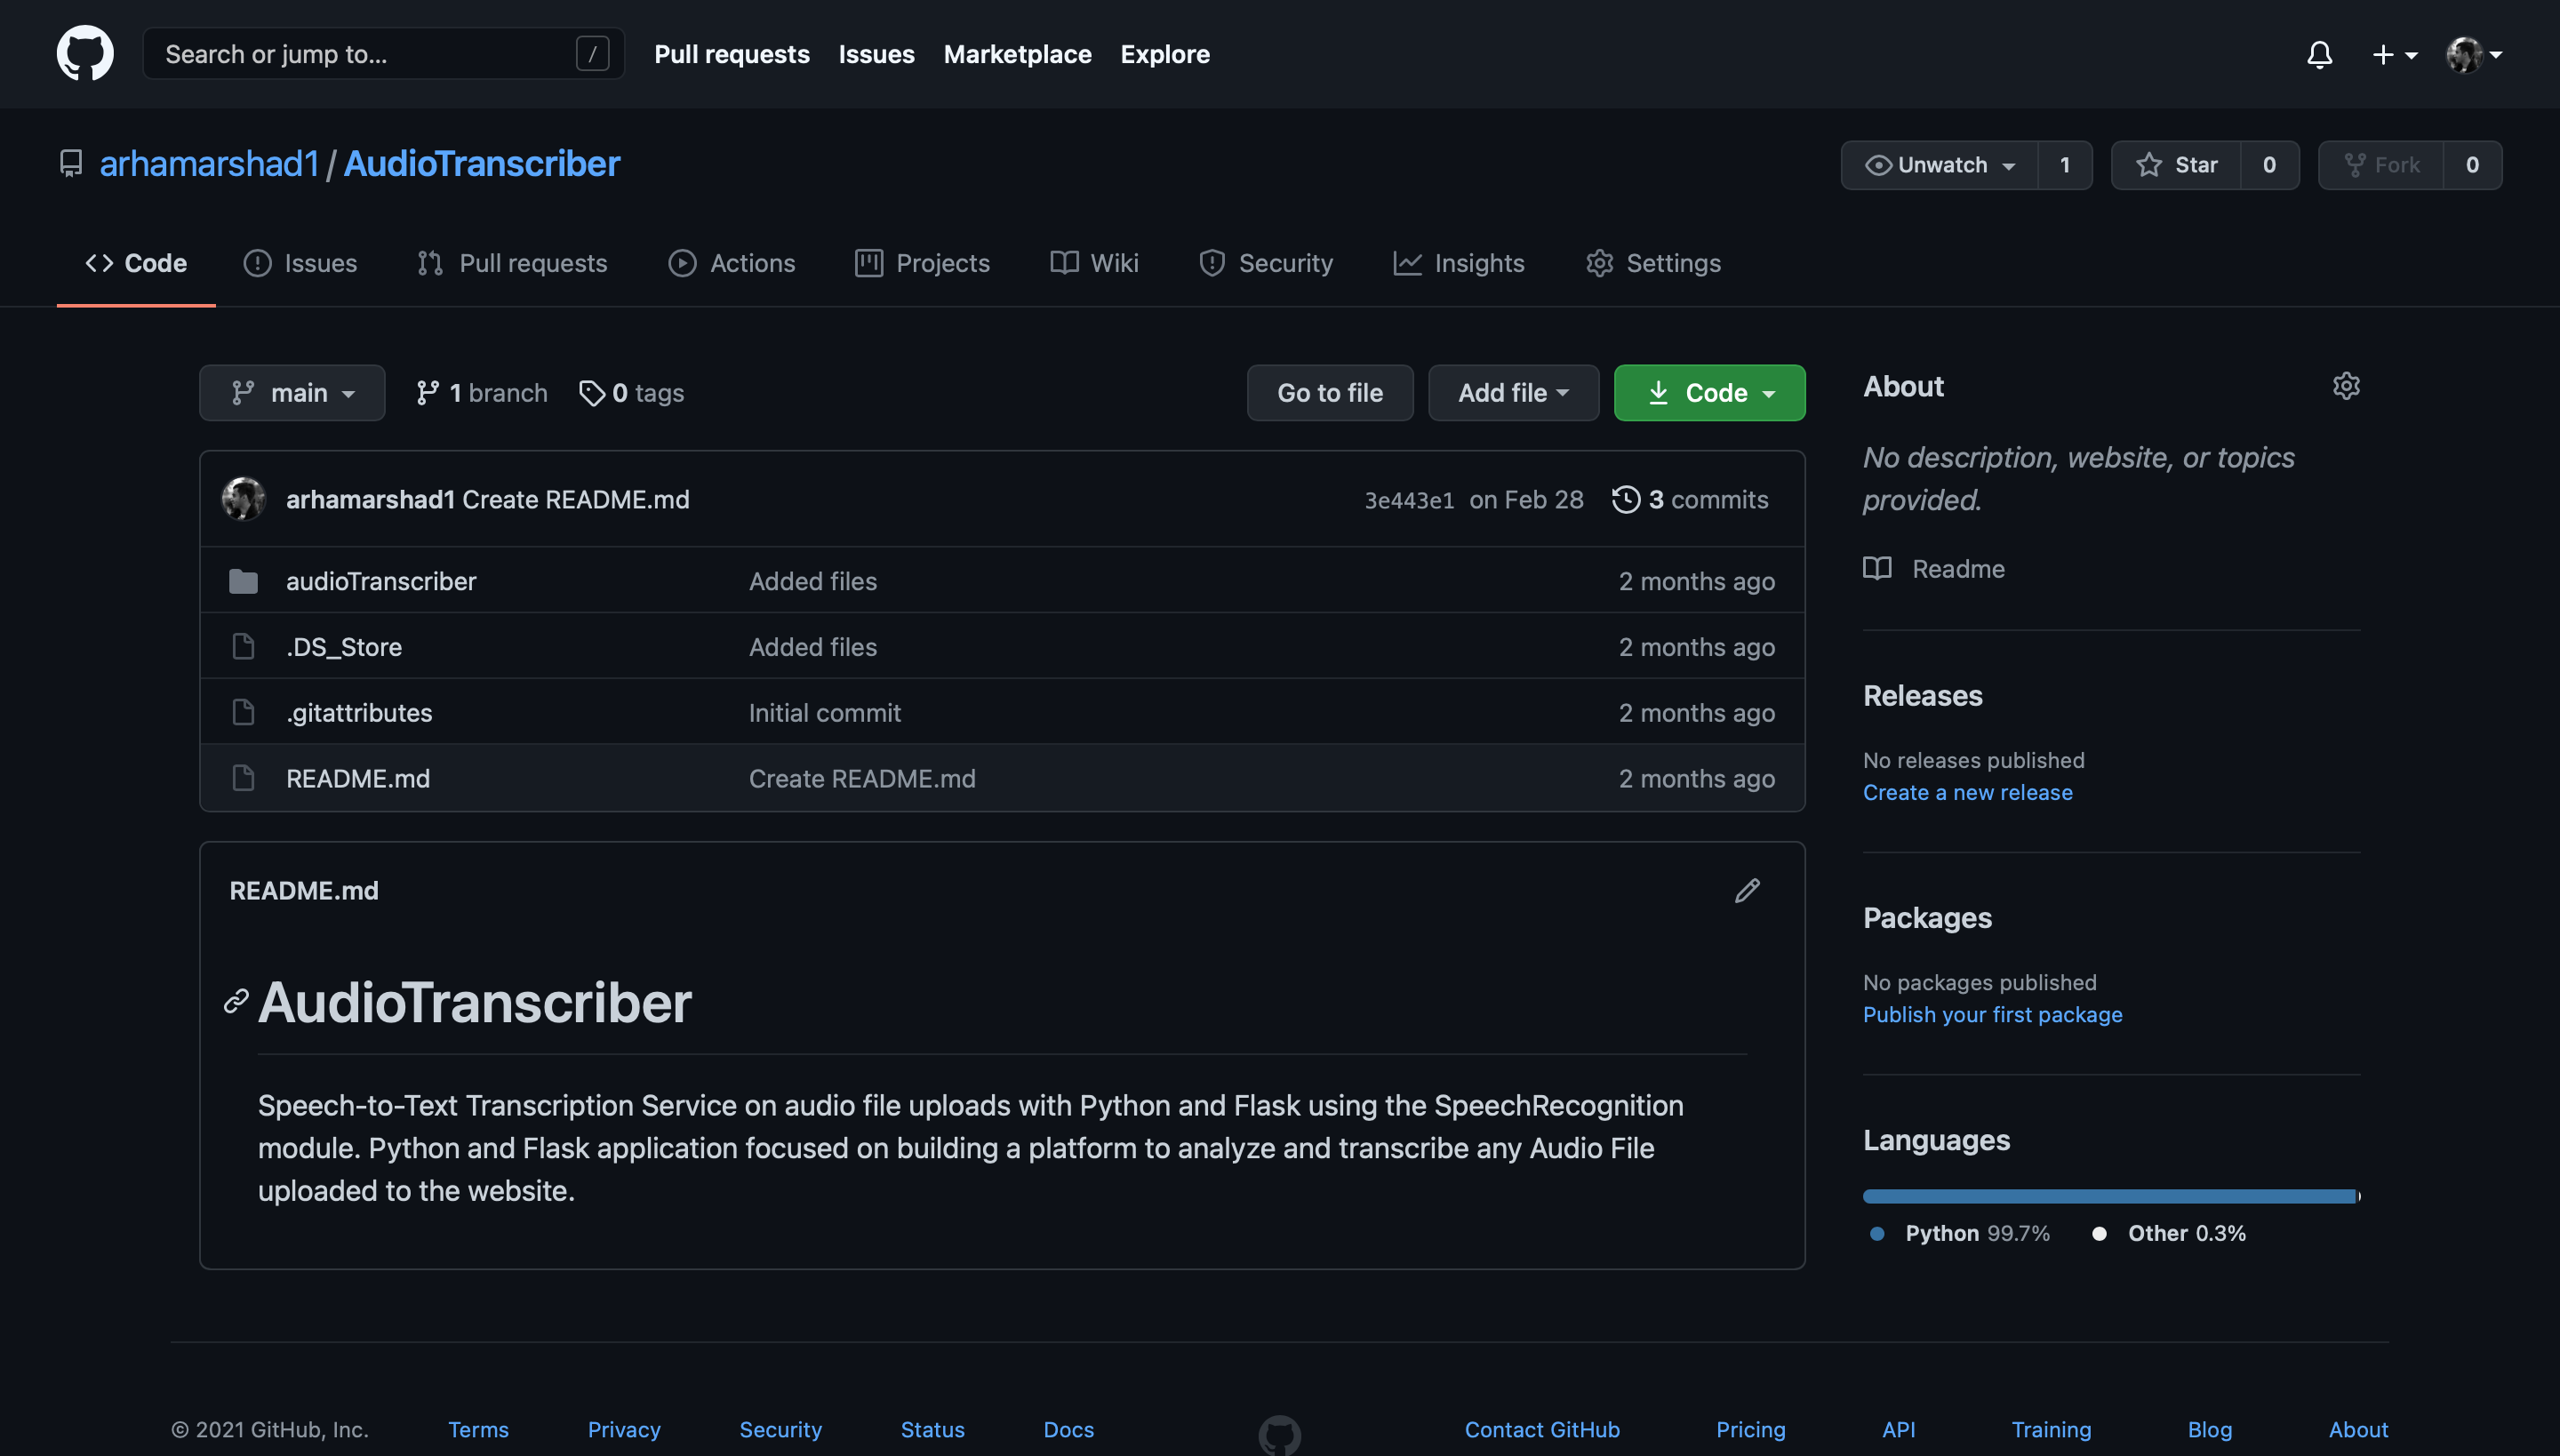 Search or jump to... / Pull requests Issues Marketplace Explore
arhamarshad1 / AudioTranscriber Unwatch 1 Star 0 Fork 0
Code Issues Pull requests Actions Projects Wiki Security Insights Settings
main 1 branch 0 tags Go to file Add file Code
arhamarshad1 Create README.md 3e443e1 on Feb 28 3 commits
audioTranscriber Added files 2 months ago
.DS_Store Added files 2 months ago
.gitattributes Initial commit 2 months ago
README.md Create README.md 2 months ago
README.md
AudioTranscriber
Speech-to-Text Transcription Service on audio file uploads with Python and Flask using the SpeechRecognition
module. Python and Flask application focused on building a platform to analyze and transcribe any Audio File
uploaded to the website.
About
No description, website, or topics
provided.
Readme
Releases
No releases published
Create a new release
Packages
No packages published
Publish your first package
Languages
Python 99.7% Other 0.3%
© 2021 GitHub, Inc. Terms Privacy Security Status Docs Contact GitHub Pricing API Training Blog About